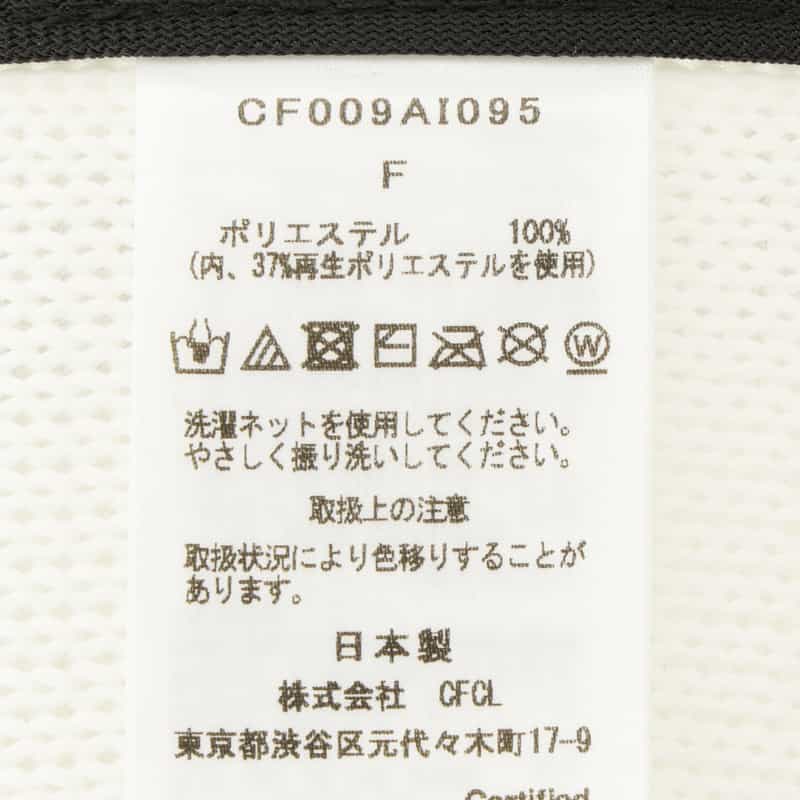 CF009AI095
F
ポリエステル 100%
(内、37%再生ポリエステルを使用)
W
洗濯ネットを使用してください。
やさしく振り洗いしてください。
取扱上の注意
取扱状況により色移りすることが
あります。
日本製
株式会社 CFCL
東京都渋谷区元代々木町17-9
Certified